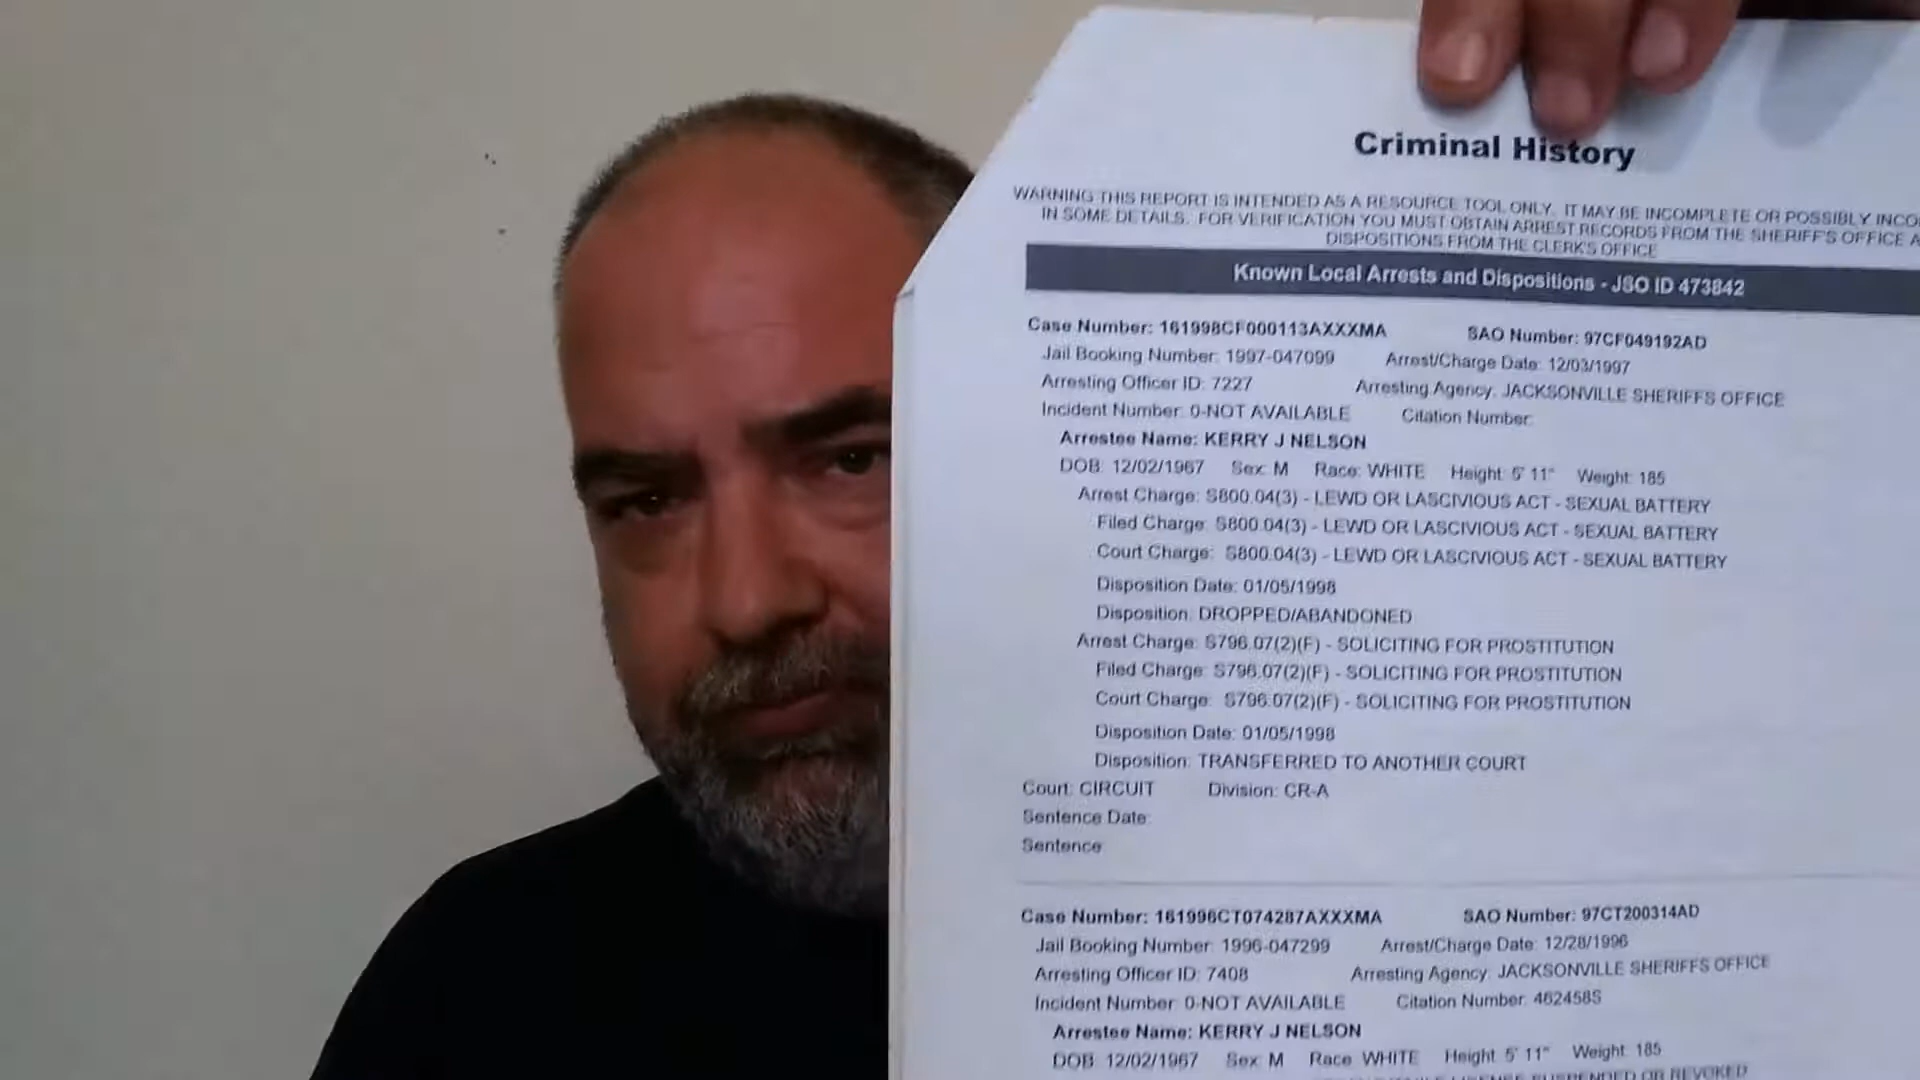 Criminal History
WARNING THIS REPORT IS INTENDED AS A RESOURCE TOOL ONLY. IT MAY BE INCOMPLETE OR POSSIBLY INCO
IN SOME DETAILS. FOR VERIFICATION YOU MUST OBTAIN ARREST RECORDS FROM THE SHERIFF'S OFFICE A
DISPOSITIONS FROM THE CLERK'S OFFICE
Known Local Arrests and Dispositions - JSO ID 473842
Case Number: 161998CF000113AXXXMA SAO Number: 97CF049192AD
Jail Booking Number: 1997-047099 Arrest/Charge Date: 12/03/1997
Arresting Officer ID: 7227 Arresting Agency: JACKSONVILLE SHERIFFS OFFICE
Incident Number: 0-NOT AVAILABLE Citation Number:
Arrestee Name: KERRY J NELSON
DOB: 12/02/1967 Sex: M Race: WHITE Height: 5' 11" Weight: 185
Arrest Charge: S800.04(3) - LEWD OR LASCIVIOUS ACT - SEXUAL BATTERY
Filed Charge: S800.04(3) - LEWD OR LASCIVIOUS ACT - SEXUAL BATTERY
Court Charge: S800.04(3) - LEWD OR LASCIVIOUS ACT - SEXUAL BATTERY
Disposition Date: 01/05/1998
Disposition: DROPPED/ABANDONED
Arrest Charge: S796.07(2)(F) - SOLICITING FOR PROSTITUTION
Filed Charge: S796.07(2)(F) - SOLICITING FOR PROSTITUTION
Court Charge: S796.07(2)(F) - SOLICITING FOR PROSTITUTION
Disposition Date: 01/05/1998
Disposition: TRANSFERRED TO ANOTHER COURT
Court: CIRCUIT Division: CR-A
Sentence Date:
Sentence
Case Number: 161996CT074287AXXXMA SAO Number: 97CT200314AD
Jail Booking Number: 1996-047299 Arrest/Charge Date: 12/28/1996
Arresting Officer ID: 7408 Arresting Agency: JACKSONVILLE SHERIFFS OFFICE
Incident Number: 0-NOT AVAILABLE Citation Number: 462458S
Arrestee Name: KERRY J NELSON
DOB: 12/02/1967 Sex: M Race: WHITE Height: 5' 11" Weight: 185
LICENSE SUSPENDED OR REVOKED